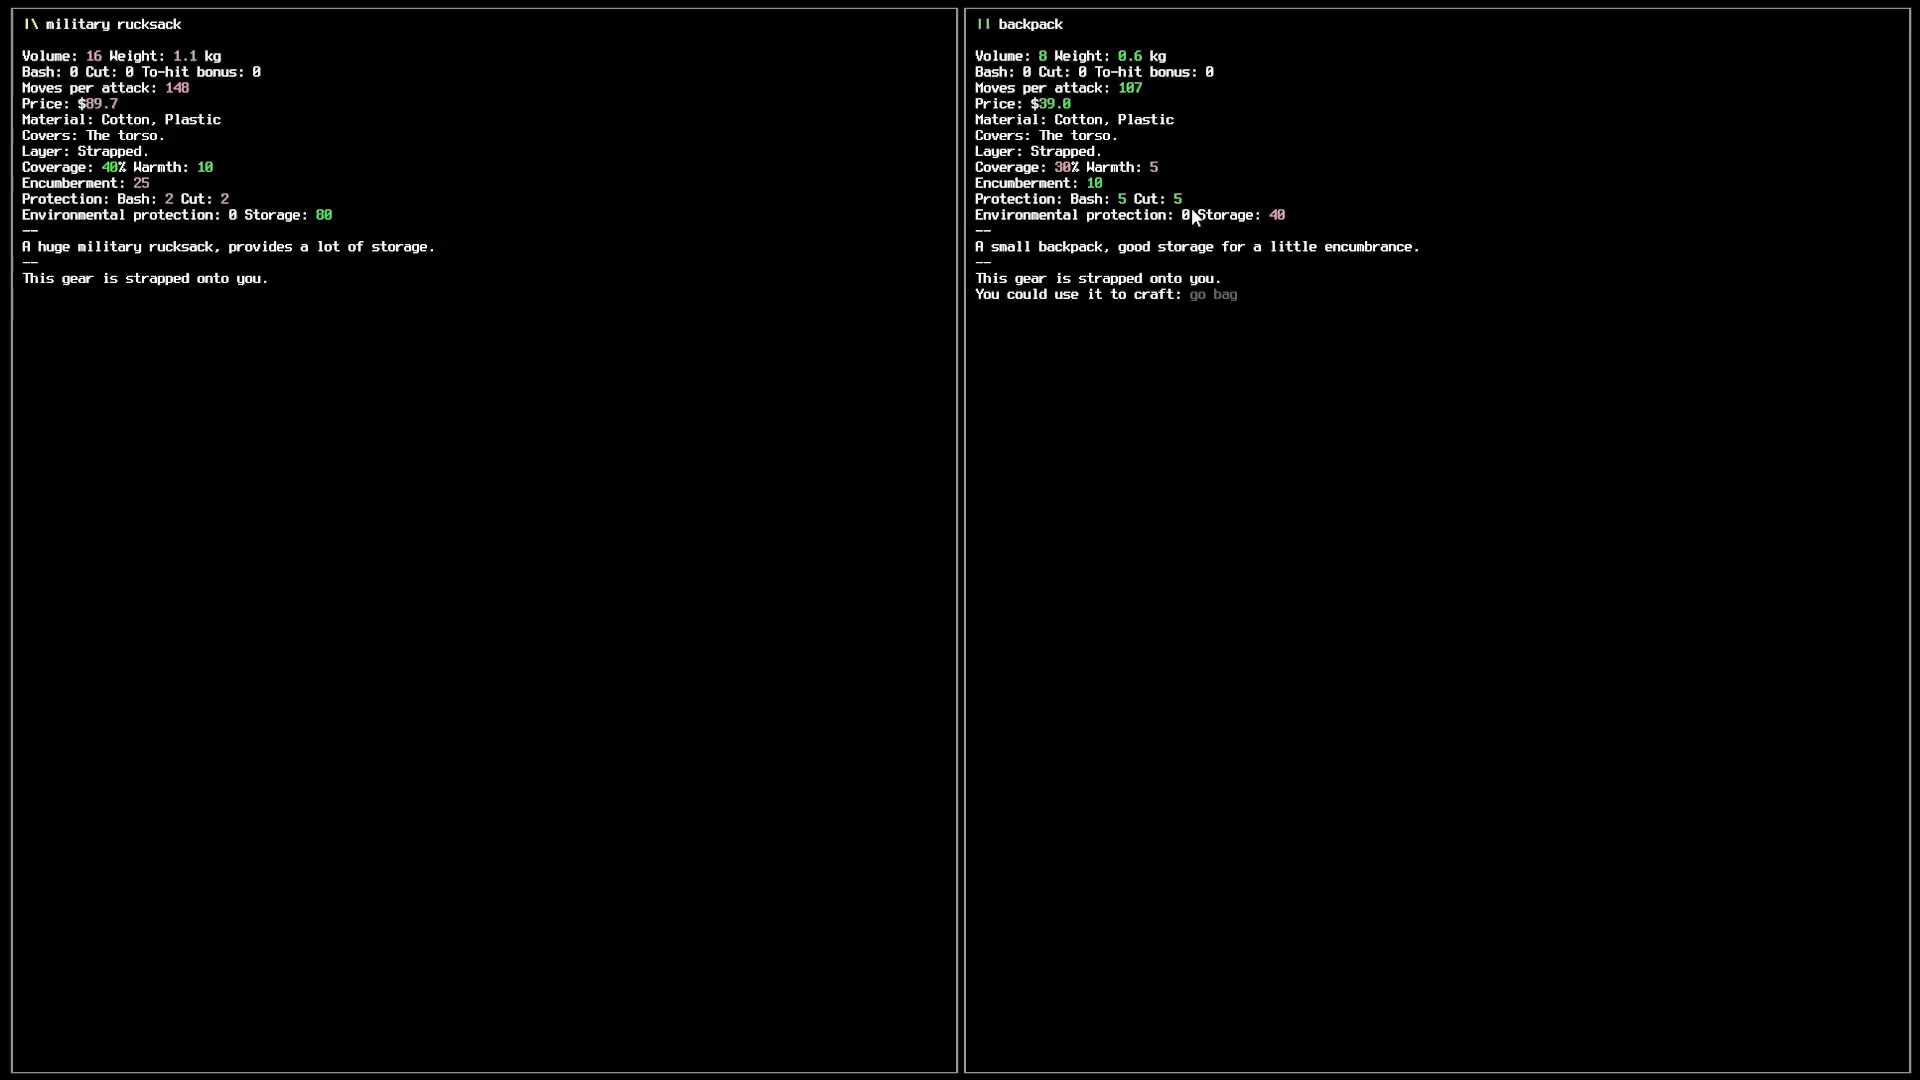 |\ military rucksack
Volume: 16 Weight: 1.1 kg
Bash: 0 Cut: 0 To-hit bonus: 0
Moves per attack: 148
Price: $89.7
Material: Cotton, Plastic
Covers: The torso.
Layer: Strapped.
Coverage: 40% Warmth: 10
Encumberment: 25
Protection: Bash: 2 Cut: 2
Environmental protection: 0 Storage: 80
--
A huge military rucksack, provides a lot of storage.
--
This gear is strapped onto you.
|| backpack
Volume: 8 Weight: 0.6 kg
Bash: 0 Cut: 0 To-hit bonus: 0
Moves per attack: 107
Price: $39.0
Material: Cotton, Plastic
Covers: The torso.
Layer: Strapped.
Coverage: 30% Warmth: 5
Encumberment: 10
Protection: Bash: 5 Cut: 5
Environmental protection: 0 Storage: 40
--
A small backpack, good storage for a little encumbrance.
--
This gear is strapped onto you.
You could use it to craft: go bag